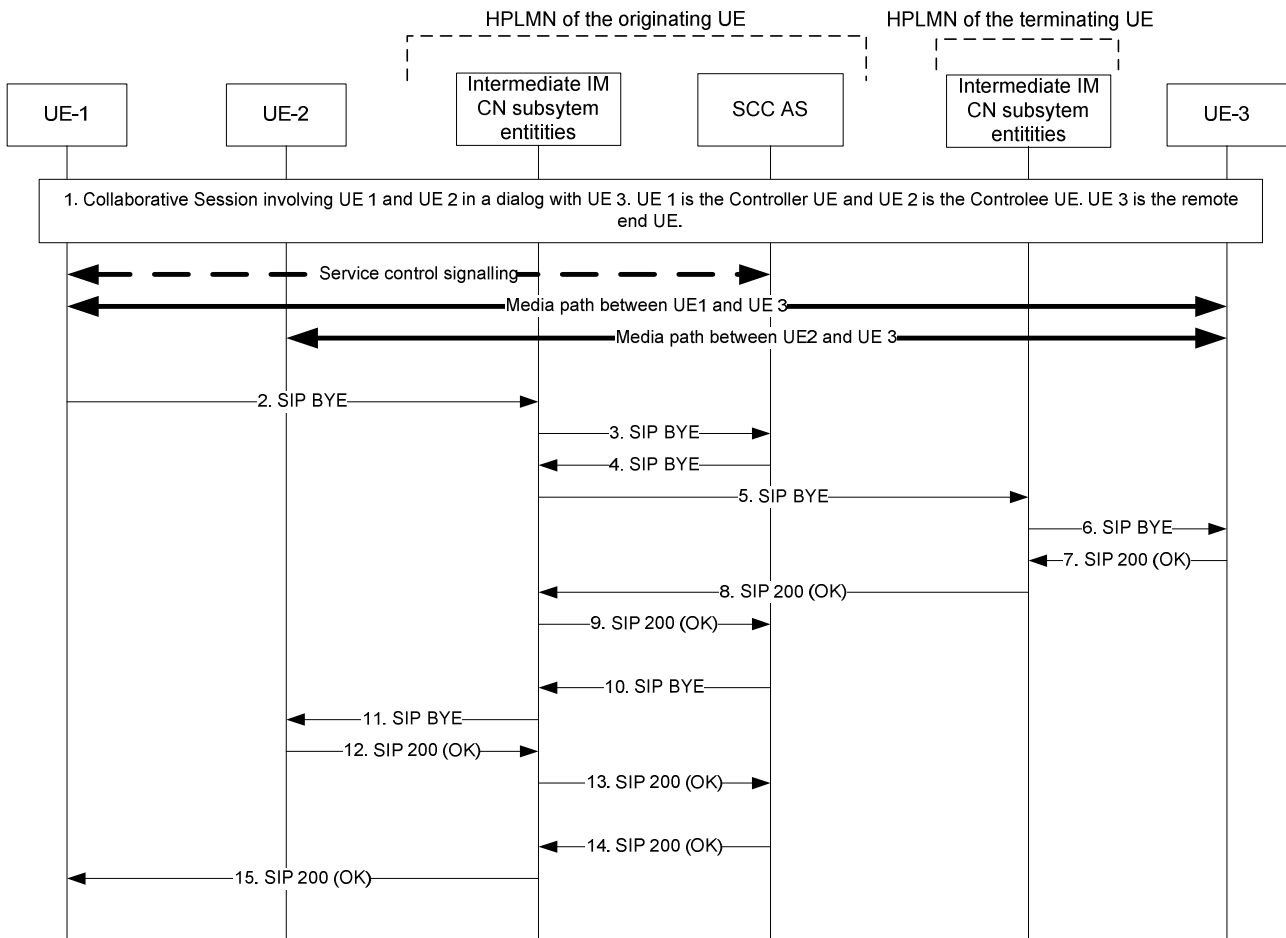 HPLMN of the originating UE
HPLMN of the terminating UE
UE-1
UE-2
Intermediate IM
CN subsytem
entitities
SCC AS
Intermediate IM
CN subsytem
entitities
UE-3
1. Collaborative Session involving UE 1 and UE 2 in a dialog with UE 3. UE 1 is the Controller UE and UE 2 is the Controlee UE. UE 3 is the remote
end UE.
Service control signalling
Media path between UE1 and UE 3
Media path between UE2 and UE 3
2. SIP BYE
3. SIP BYE
4. SIP BYE
5. SIP BYE
6. SIP BYE
7. SIP 200 (OK)
8. SIP 200 (OK)
9. SIP 200 (OK)
10. SIP BYE
11. SIP BYE
12. SIP 200 (OK)
13. SIP 200 (OK)
14. SIP 200 (OK)
15. SIP 200 (OK)